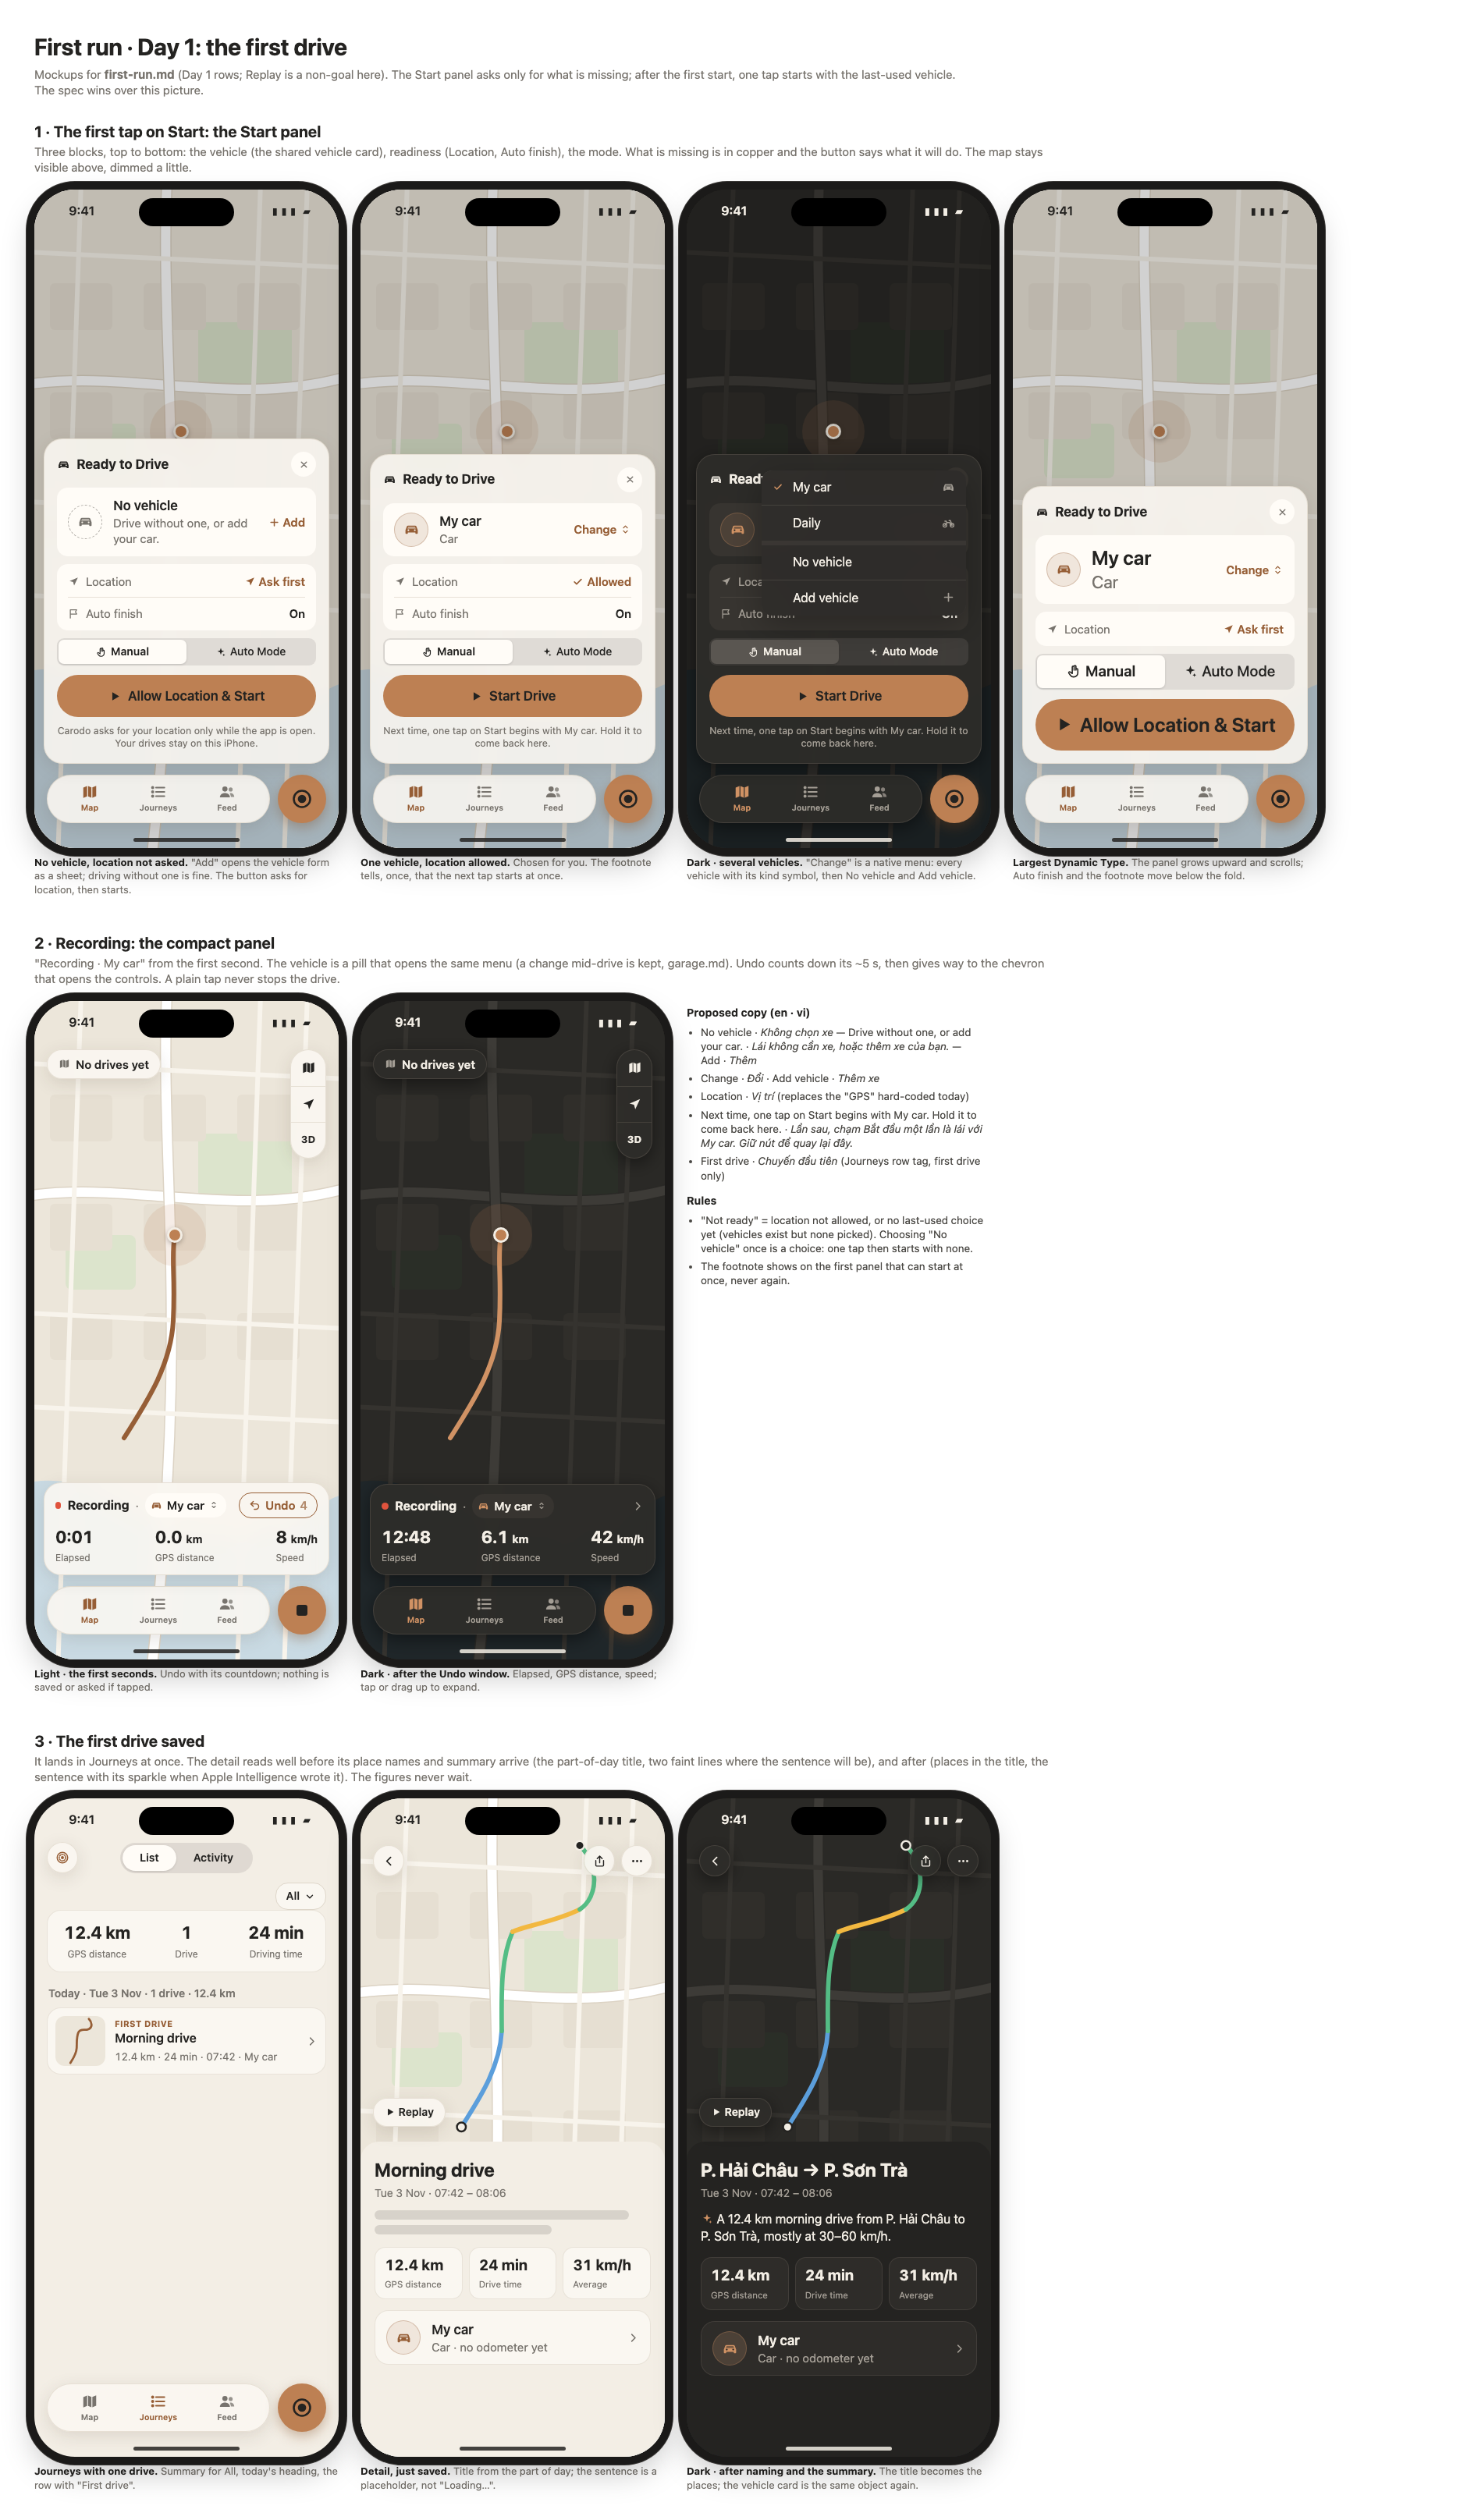 First run · Day 1: the first drive
Mockups for first-run.md (Day 1 rows; Replay is a non-goal here). The Start panel asks only for what is missing; after the first start, one tap starts with the last-used vehicle.
The spec wins over this picture.
1 · The first tap on Start: the Start panel
Three blocks, top to bottom: the vehicle (the shared vehicle card), readiness (Location, Auto finish), the mode. What is missing is in copper and the button says what it will do. The map stays
visible above, dimmed a little.
9:41
Ready to Drive
No vehicle
Drive without one, or add
your car.
+ Add
Location
Ask first
Auto finish
On
Manual
Auto Mode
Allow Location & Start
Carodo asks for your location only while the app is open.
Your drives stay on this iPhone.
Map
Journeys
Feed
No vehicle, location not asked. "Add" opens the vehicle form
as a sheet; driving without one is fine. The button asks for
location, then starts.
9:41
Ready to Drive
My car
Car
Change
Location
Allowed
Auto finish
On
Manual
Auto Mode
Start Drive
Next time, one tap on Start begins with My car. Hold it to
come back here.
Map
Journeys
Feed
One vehicle, location allowed. Chosen for you. The footnote
tells, once, that the next tap starts at once.
9:41
Read
My car
Daily
No vehicle
Add vehicle
Loca
Auto finish
On
Manual
Auto Mode
Start Drive
Next time, one tap on Start begins with My car. Hold it to
come back here.
Map
Journeys
Feed
Dark · several vehicles. "Change" is a native menu: every
vehicle with its kind symbol, then No vehicle and Add vehicle.
9:41
Ready to Drive
My car
Car
Change
Location
Ask first
Manual
Auto Mode
Allow Location & Start
Map
Journeys
Feed
Largest Dynamic Type. The panel grows upward and scrolls;
Auto finish and the footnote move below the fold.
2 · Recording: the compact panel
"Recording · My car" from the first second. The vehicle is a pill that opens the same menu (a change mid-drive is kept, garage.md). Undo counts down its ~5 s, then gives way to the chevron
that opens the controls. A plain tap never stops the drive.
9:41
No drives yet
3D
Recording · My car
Undo 4
0:01
0.0 km
8 km/h
Elapsed
GPS distance
Speed
Map
Journeys
Feed
Light · the first seconds. Undo with its countdown; nothing is
saved or asked if tapped.
9:41
No drives yet
3D
Recording · My car
12:48
6.1 km
42 km/h
Elapsed
GPS distance
Speed
Map
Journeys
Feed
Dark · after the Undo window. Elapsed, GPS distance, speed;
tap or drag up to expand.
Proposed copy (en · vi)
• No vehicle · Không chọn xe — Drive without one, or add
your car. · Lái không cần xe, hoặc thêm xe của bạn. —
Add · Thêm
• Change · Đổi · Add vehicle · Thêm xe
• Location · Vị trí (replaces the "GPS" hard-coded today)
• Next time, one tap on Start begins with My car. Hold it to
come back here. · Lần sau, chạm Bắt đầu một lần là lái với
My car. Giữ nút để quay lại đây.
• First drive · Chuyến đầu tiên (Journeys row tag, first drive
only)
Rules
• "Not ready" = location not allowed, or no last-used choice
yet (vehicles exist but none picked). Choosing "No
vehicle" once is a choice: one tap then starts with none.
• The footnote shows on the first panel that can start at
once, never again.
3 · The first drive saved
It lands in Journeys at once. The detail reads well before its place names and summary arrive (the part-of-day title, two faint lines where the sentence will be), and after (places in the title, the
sentence with its sparkle when Apple Intelligence wrote it). The figures never wait.
9:41
List
Activity
All
12.4 km
1
24 min
GPS distance
Drive
Driving time
Today · Tue 3 Nov · 1 drive · 12.4 km
FIRST DRIVE
Morning drive
12.4 km · 24 min · 07:42 · My car
Map
Journeys
Feed
Journeys with one drive. Summary for All, today's heading, the
row with "First drive".
9:41
Replay
Morning drive
Tue 3 Nov · 07:42 – 08:06
12.4 km
24 min
31 km/h
GPS distance
Drive time
Average
My car
Car · no odometer yet
Detail, just saved. Title from the part of day; the sentence is a
placeholder, not "Loading…".
9:41
Replay
P. Hải Châu → P. Sơn Trà
Tue 3 Nov · 07:42 – 08:06
A 12.4 km morning drive from P. Hải Châu to
P. Sơn Trà, mostly at 30–60 km/h.
12.4 km
24 min
31 km/h
GPS distance
Drive time
Average
My car
Car · no odometer yet
Dark · after naming and the summary. The title becomes the
places; the vehicle card is the same object again.